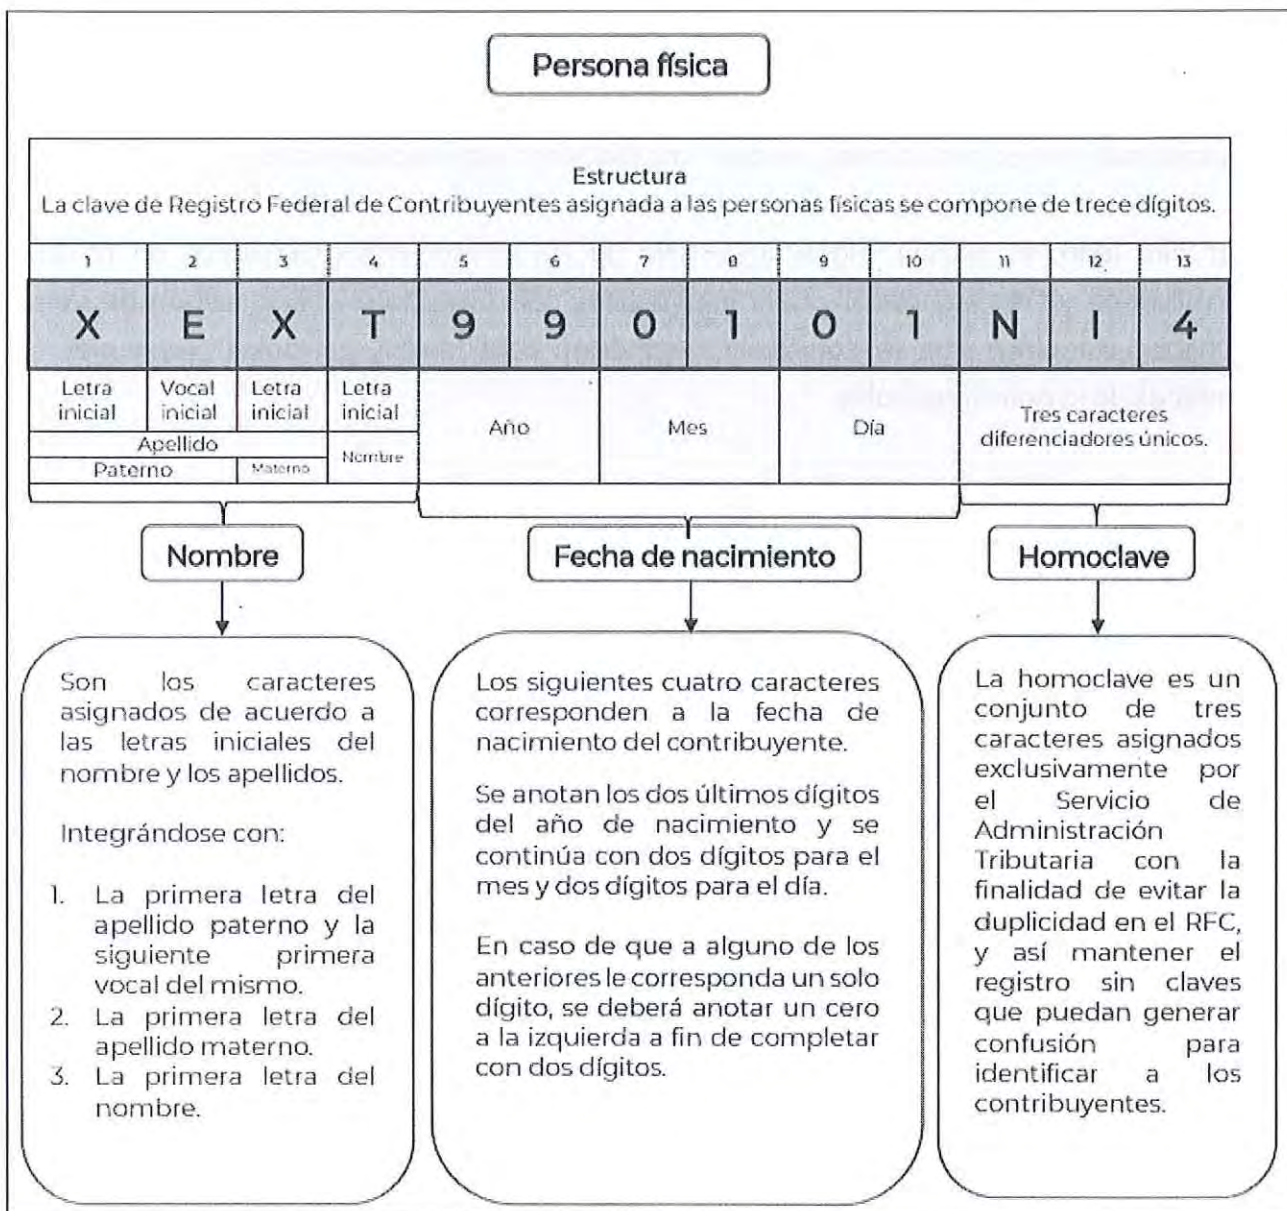 Persona física
Estructura
La clave de Registro Federal de Contribuyentes asignada a las personas físicas se compone de trece dígitos.
1 2 3 4 5 6 7 8 9 10 11 12 13
X E X T 9 9 0 1 0 1 N I 4
Letra inicial
Vocal inicial
Letra inicial
Letra inicial
Apellido
Paterno
Materno
Nombre
Año
Mes
Día
Tres caracteres
diferenciadores únicos.
Nombre
Fecha de nacimiento
Homoclave
Son los caracteres
asignados de acuerdo a
las letras iniciales del
nombre y los apellidos.
Integrándose con:
1. La primera letra del
apellido paterno y la
siguiente primera
vocal del mismo.
2. La primera letra del
apellido materno.
3. La primera letra del
nombre.
Los siguientes cuatro caracteres
corresponden a la fecha de
nacimiento del contribuyente.
Se anotan los dos últimos dígitos
del año de nacimiento y se
continúa con dos dígitos para el
mes y dos dígitos para el día.
En caso de que a alguno de los
anteriores le corresponda un solo
dígito, se deberá anotar un cero
a la izquierda a fin de completar
con dos dígitos.
La homoclave es un
conjunto de tres
caracteres asignados
exclusivamente por
el Servicio de
Administración
Tributaria con la
finalidad de evitar la
duplicidad en el RFC,
y así mantener el
registro sin claves
que puedan generar
confusión para
identificar a los
contribuyentes.